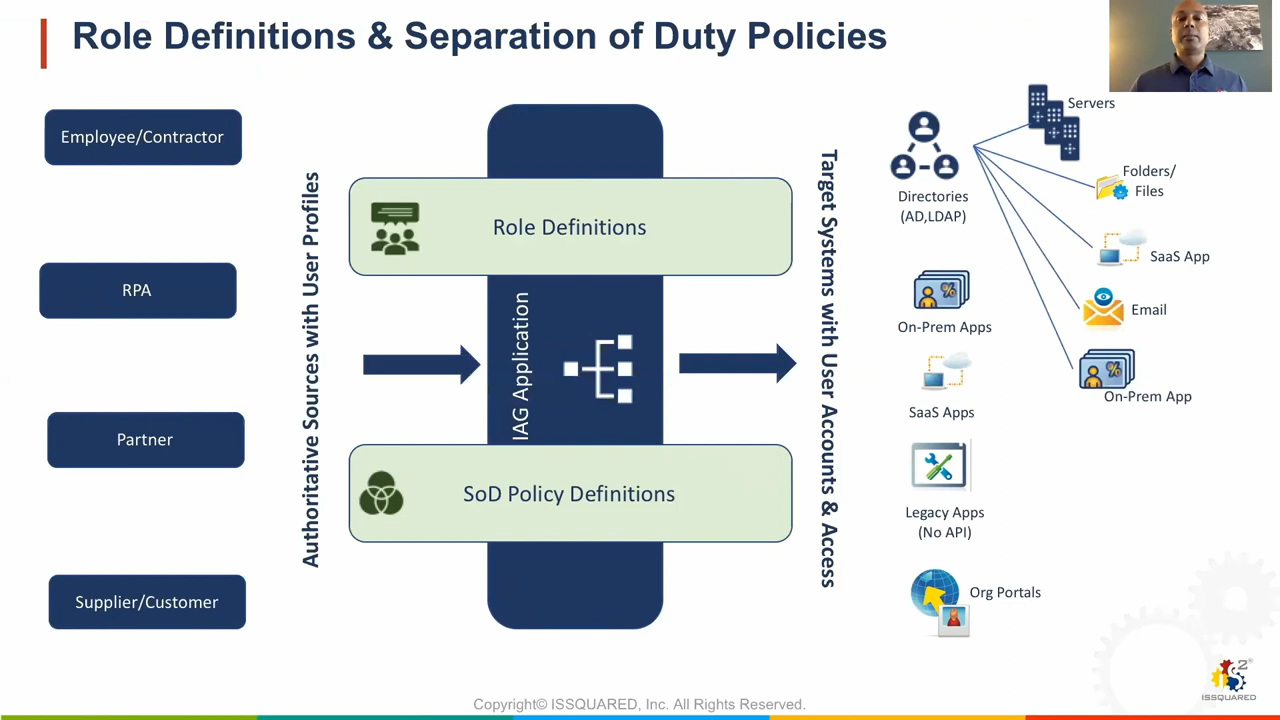 Role Definitions & Separation of Duty Policies
Employee/Contractor
RPA
Partner
Supplier/Customer
Authoritative Sources with User Profiles
Role Definitions
IAG Application
SoD Policy Definitions
Target Systems with User Accounts & Access
Directories
(AD,LDAP)
On-Prem Apps
SaaS Apps
Legacy Apps
(No API)
Org Portals
Servers
Folders/
Files
SaaS App
Email
On-Prem App
Copyright© ISSQUARED, Inc. All Rights Reserved.
2®
ISSQUARED